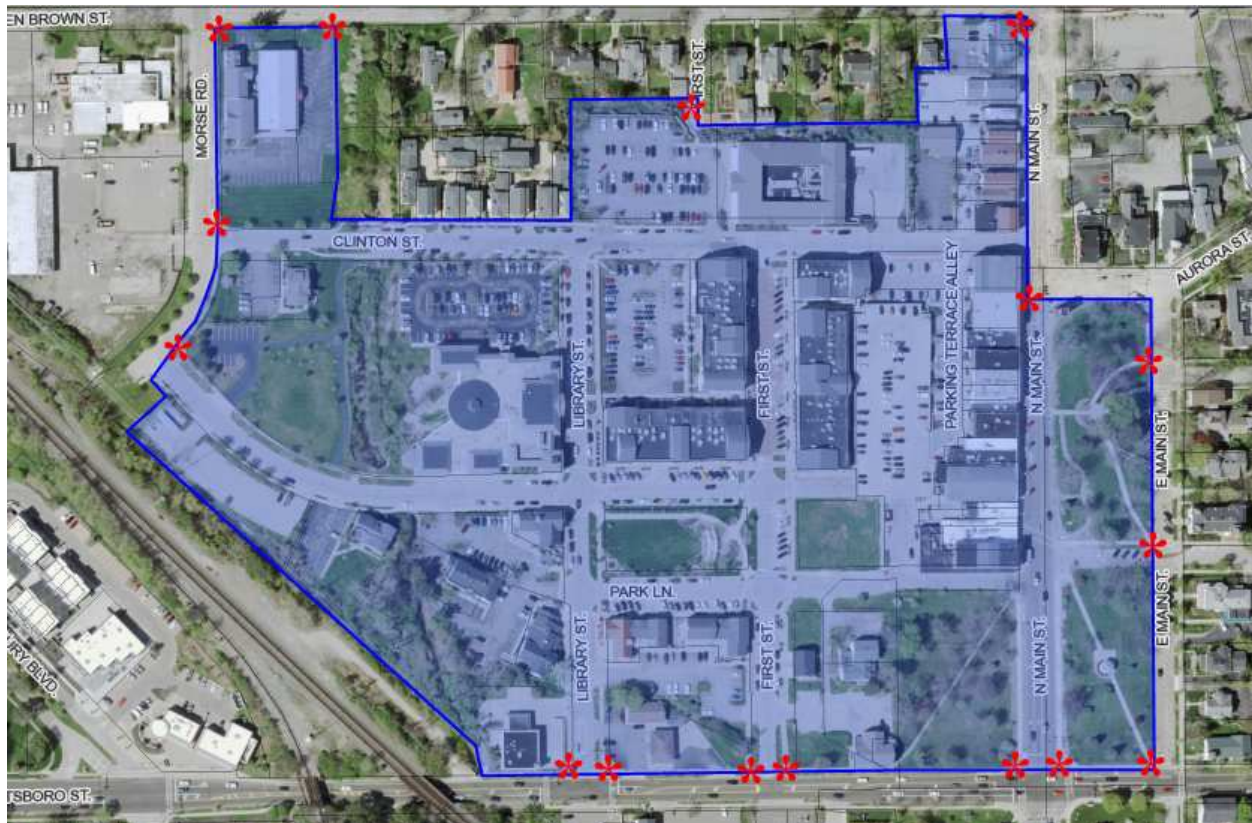 EN BROWN ST.
MORSE RD.
FIRST ST.
N MAIN ST.
CLINTON ST.
PARKING TERRACE ALLEY
AURORA ST.
LIBRARY ST.
FIRST ST.
N MAIN ST.
E MAIN ST.
PARK LN.
LIBRARY ST.
FIRST ST.
N MAIN ST.
E MAIN ST.
URY BLVD.
TSBORO ST.